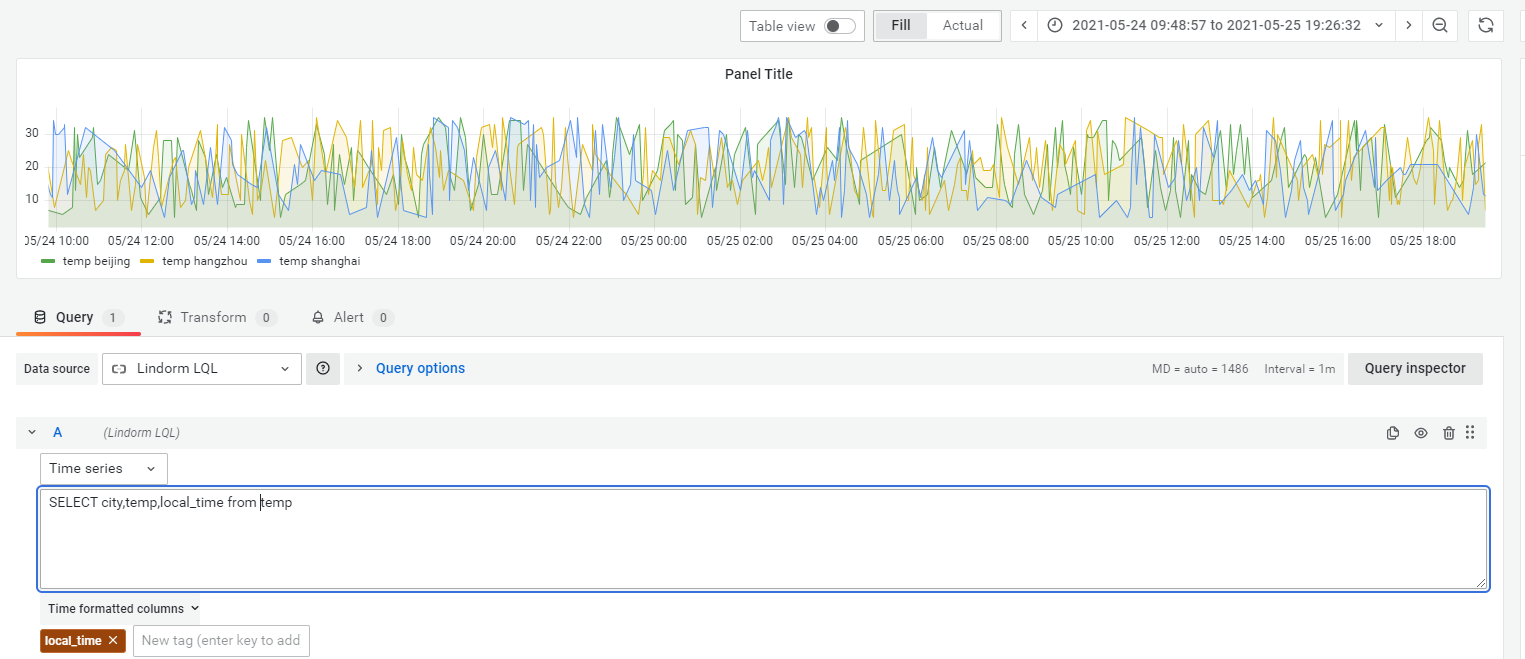 Table view Fill Actual 2021-05-24 09:48:57 to 2021-05-25 19:26:32
Panel Title
30
20
10
05/24 10:00 05/24 12:00 05/24 14:00 05/24 16:00 05/24 18:00 05/24 20:00 05/24 22:00 05/25 00:00 05/25 02:00 05/25 04:00 05/25 06:00 05/25 08:00 05/25 10:00 05/25 12:00 05/25 14:00 05/25 16:00 05/25 18:00
temp beijing temp hangzhou temp shanghai
Query 1 Transform 0 Alert 0
Data source Lindorm LQL Query options MD = auto = 1486 Interval = 1m Query inspector
A (Lindorm LQL)
Time series
SELECT city,temp,local_time from temp
Time formatted columns
local_time New tag (enter key to add